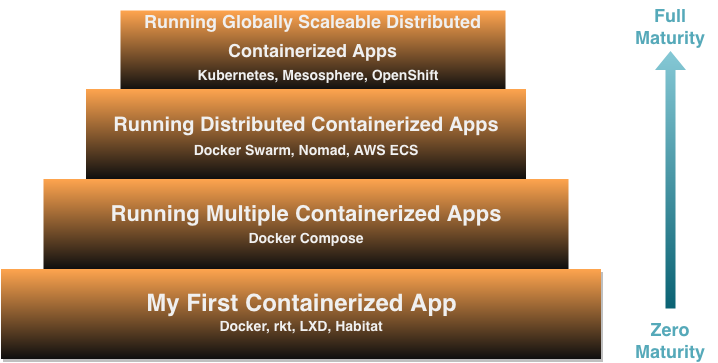 Running Globally Scaleable Distributed
Containerized Apps
Kubernetes, Mesosphere, OpenShift
Full
Maturity
Running Distributed Containerized Apps
Docker Swarm, Nomad, AWS ECS
Running Multiple Containerized Apps
Docker Compose
My First Containerized App
Docker, rkt, LXD, Habitat
Zero
Maturity